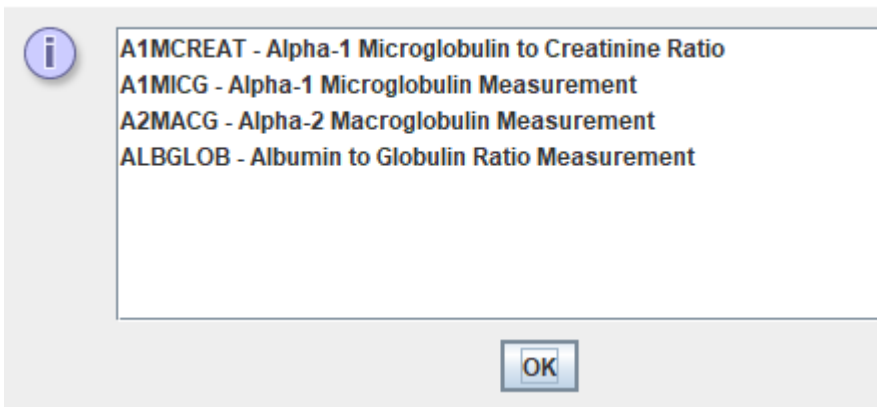 A1MCREAT - Alpha-1 Microglobulin to Creatinine Ratio
A1MICG - Alpha-1 Microglobulin Measurement
A2MACG - Alpha-2 Macroglobulin Measurement
ALBGLOB - Albumin to Globulin Ratio Measurement
OK